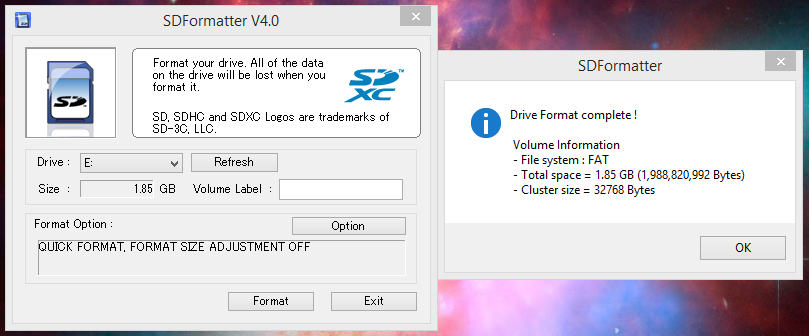 SDFormatter V4.0
Format your drive. All of the data
on the drive will be lost when you
format it.
SD, SDHC and SDXC Logos are trademarks of
SD-3C, LLC.
SD
SD
XC
TM
Drive : E: Refresh
Size : 1.85 GB Volume Label :
Format Option :
Option
QUICK FORMAT, FORMAT SIZE ADJUSTMENT OFF
Format Exit
SDFormatter
Drive Format complete !
Volume Information
- File system : FAT
- Total space = 1.85 GB (1,988,820,992 Bytes)
- Cluster size = 32768 Bytes
OK